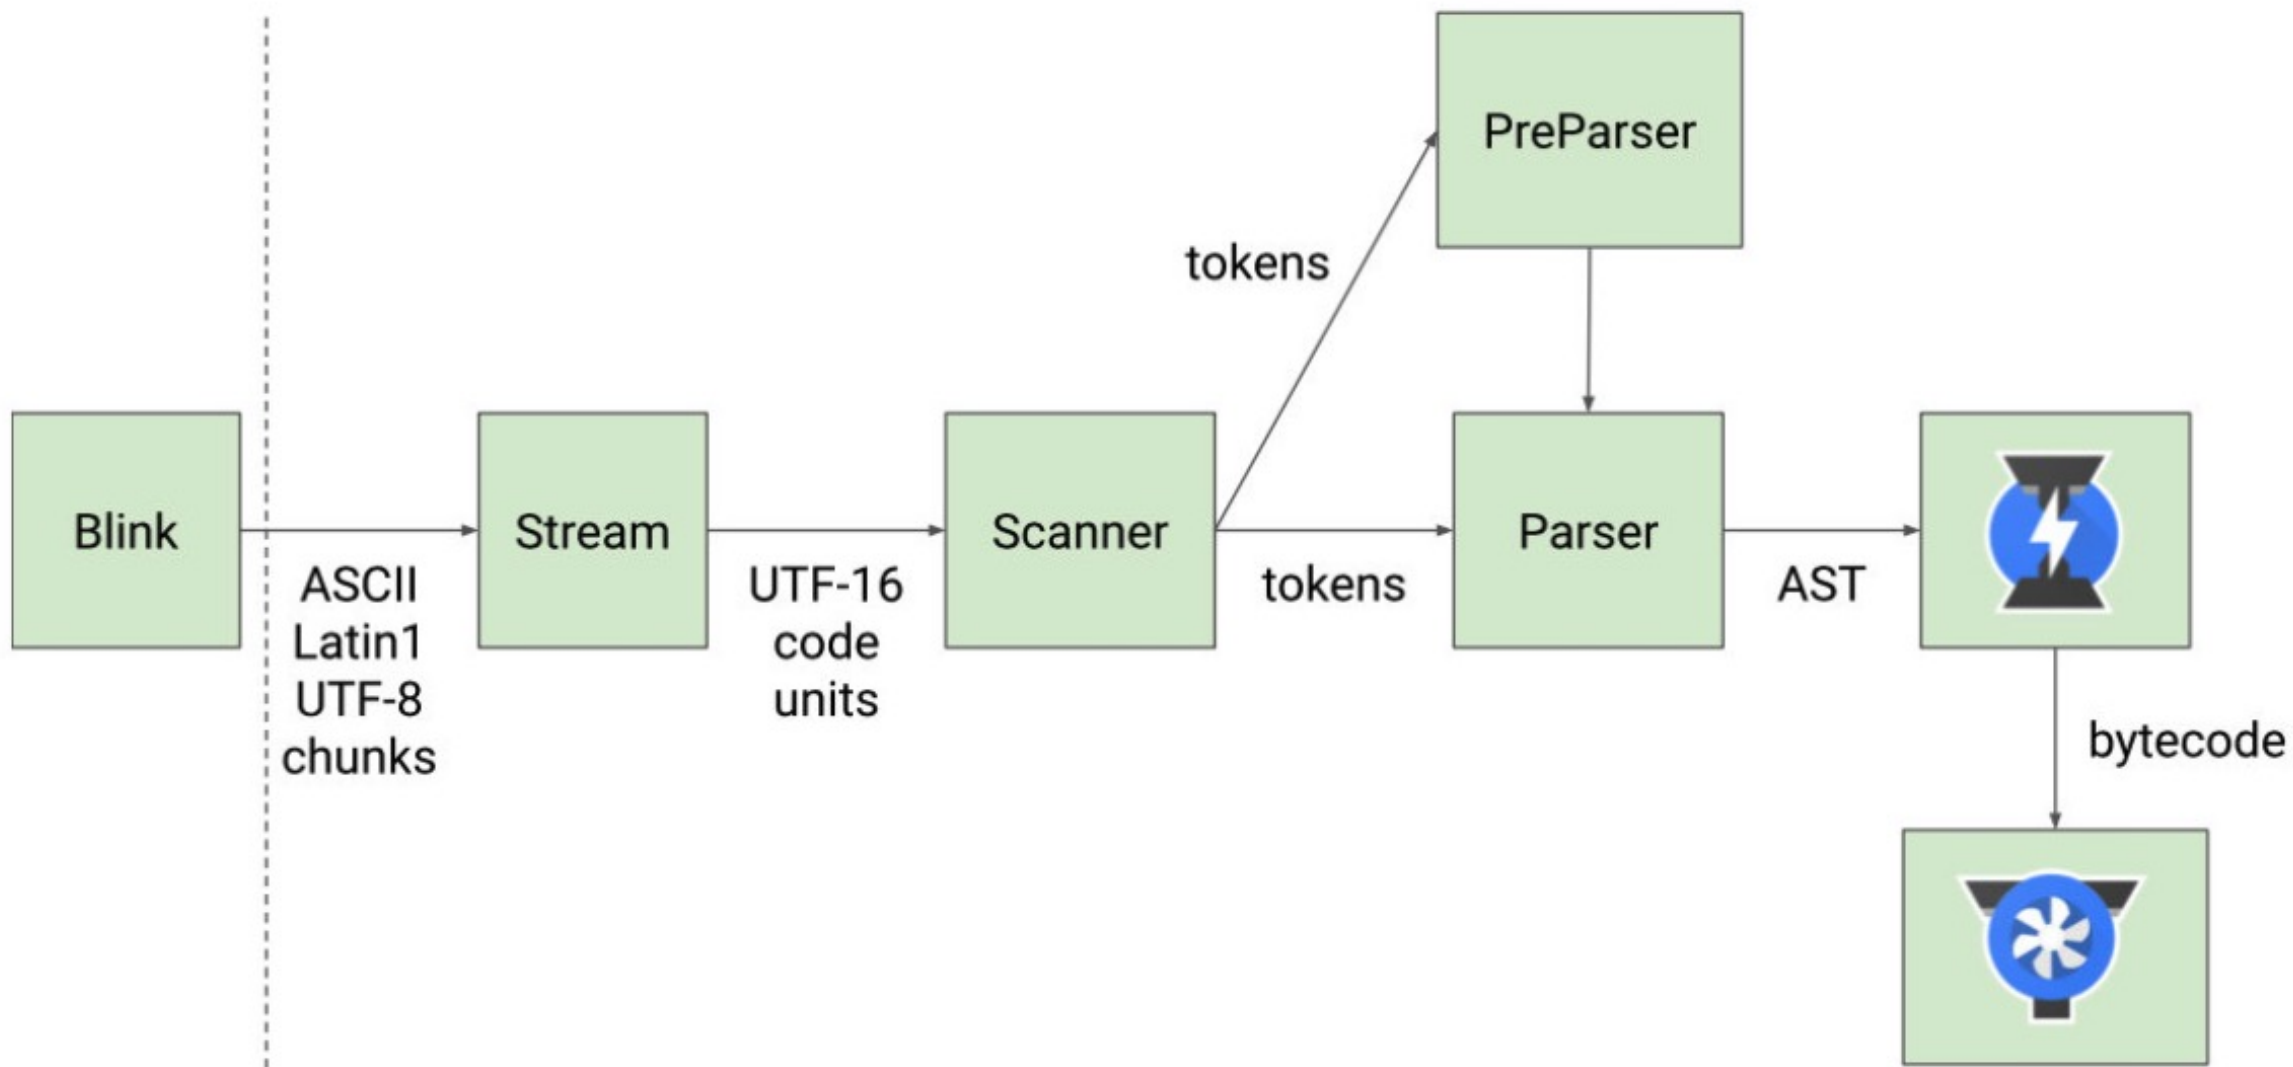 PreParser
tokens
Blink
Stream
Scanner
Parser
ASCII
Latin1
UTF-8
chunks
UTF-16
code
units
tokens
AST
bytecode